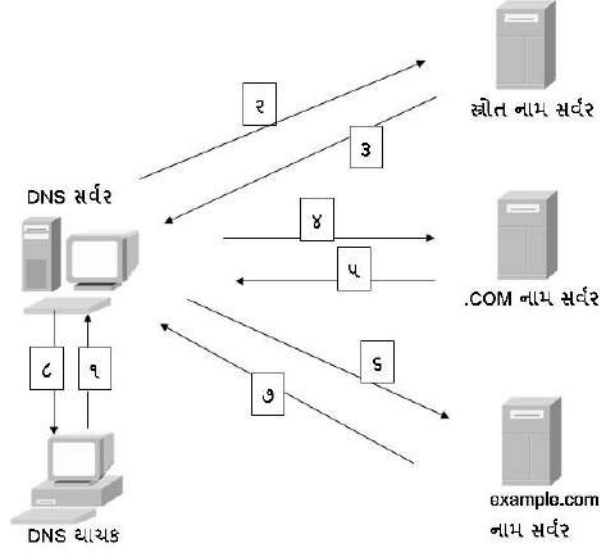 સ્ત્રોત નામ સર્વર
૨
૩
DNS સર્વર
૪
૫
.COM નામ સર્વર
૮
૧
૬
૭
example.com
નામ સર્વર
DNS યાચક